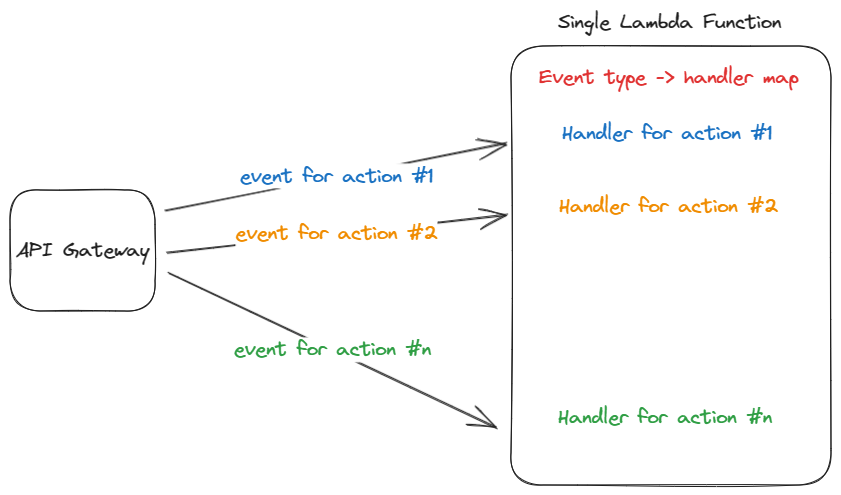 Single Lambda Function
Event type -> handler map
Handler for action #1
event for action #1
Handler for action #2
event for action #2
API Gateway
event for action #n
Handler for action #n